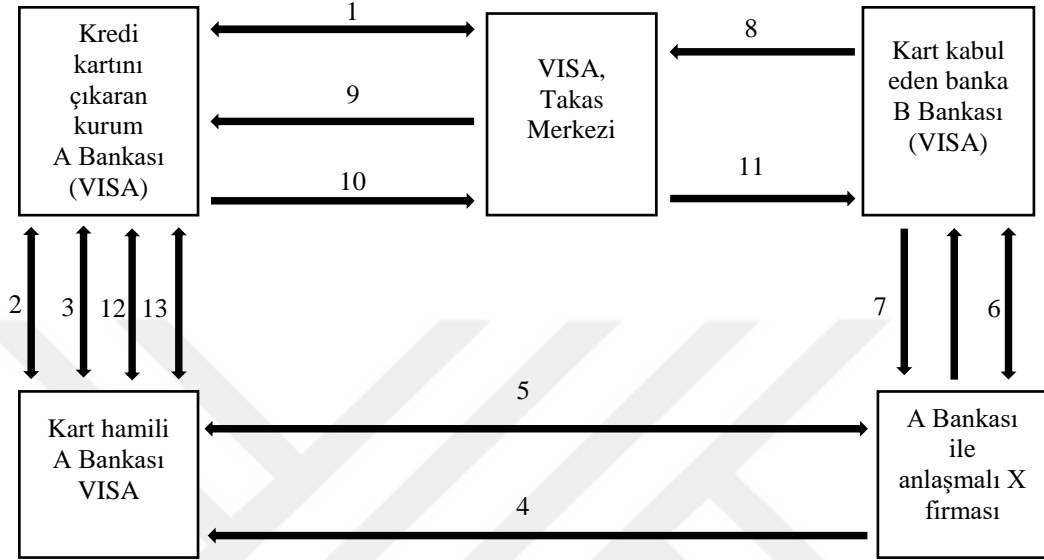 1
Kredi
kartını
çıkaran
kurum
A Bankası
(VISA)
VISA,
Takas
Merkezi
8
Kart kabul
eden banka
B Bankası
(VISA)
9
10
11
2
3
12
13
7
6
Kart hamili
A Bankası
VISA
5
4
A Bankası
ile
anlaşmalı X
firması